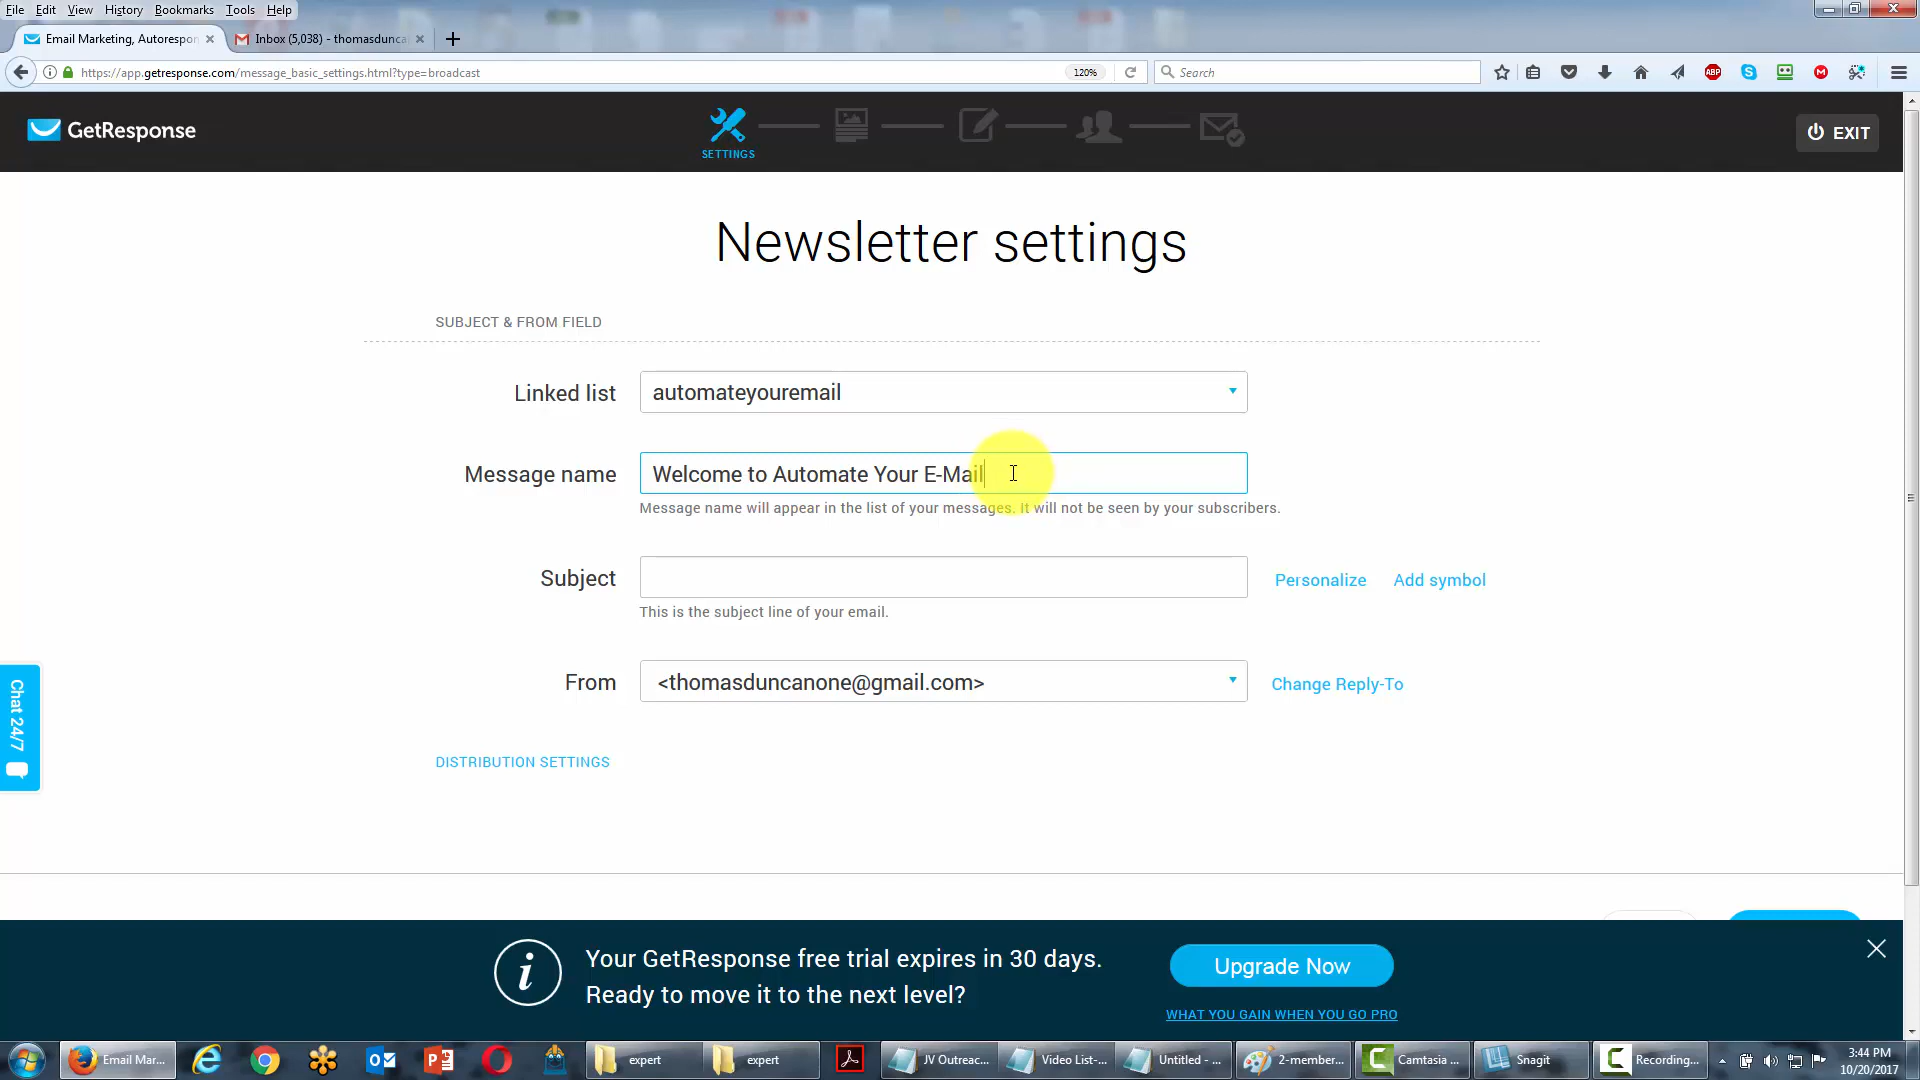 File Edit View History Bookmarks Tools Help
Email Marketing, Autorespon
Inbox (5,038) - thomasdunca
https://app.getresponse.com/message_basic_settings.html?type=broadcast
120%
Search
ABP
GetResponse
SETTINGS
EXIT
Newsletter settings
SUBJECT & FROM FIELD
Linked list
automateyouremail
Message name
Welcome to Automate Your E-Mail
Message name will appear in the list of your messages. It will not be seen by your subscribers.
Subject
Personalize
Add symbol
This is the subject line of your email.
From
<thomasduncanone@gmail.com>
Change Reply-To
Chat 24/7
DISTRIBUTION SETTINGS
Your GetResponse free trial expires in 30 days.
Ready to move it to the next level?
Upgrade Now
WHAT YOU GAIN WHEN YOU GO PRO
Email Mar...
expert
expert
JV Outreac...
Video List-...
Untitled - ...
2-member...
Camtasia ...
Snagit
Recording...
3:44 PM
10/20/2017